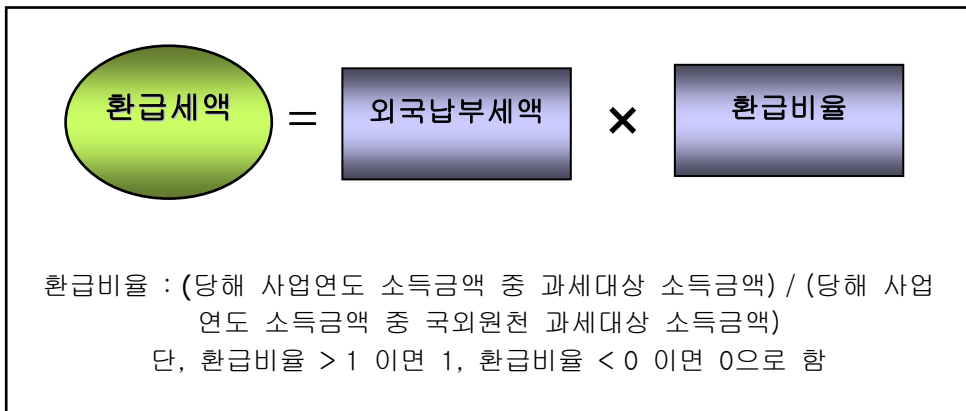 환급세액 = 외국납부세액 × 환급비율
환급비율 : (당해 사업연도 소득금액 중 과세대상 소득금액) / (당해 사업
연도 소득금액 중 국외원천 과세대상 소득금액)
단, 환급비율 > 1 이면 1, 환급비율 < 0 이면 0으로 함